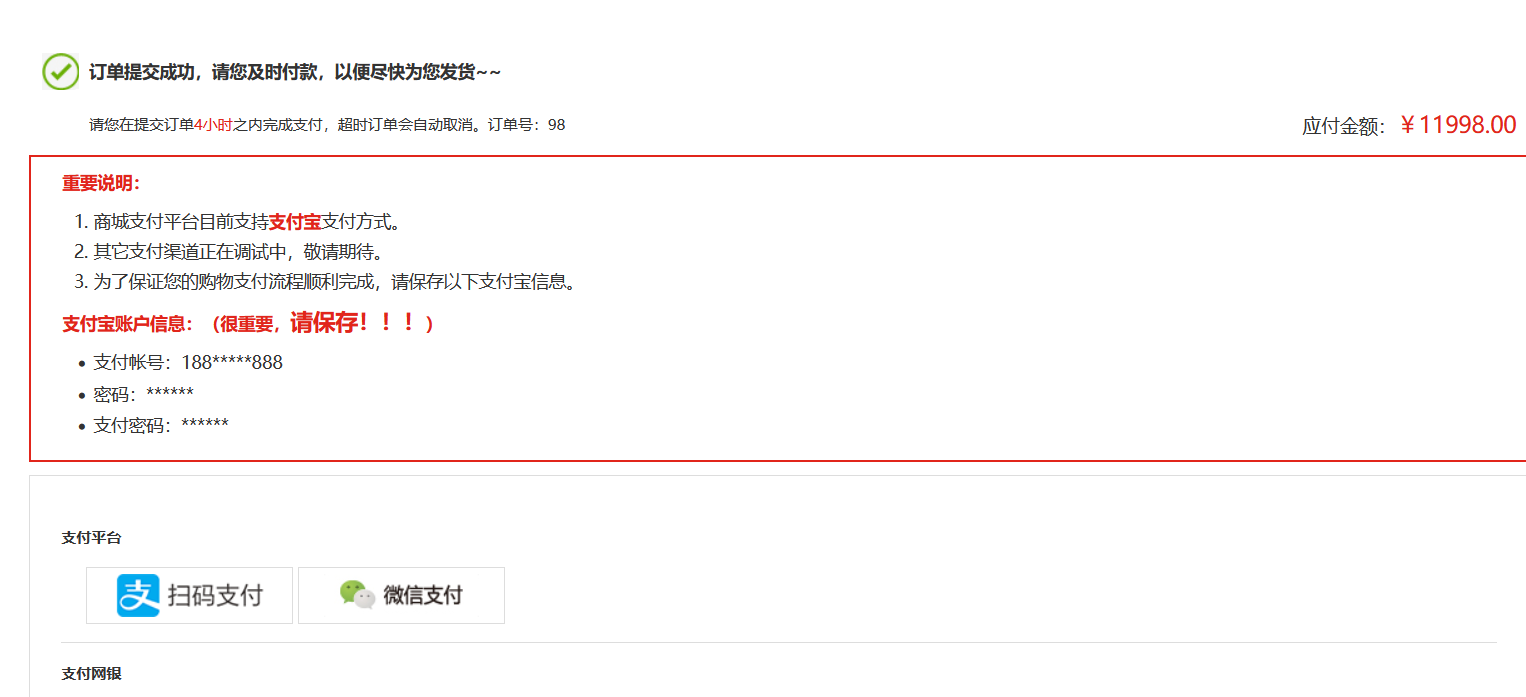 订单提交成功，请您及时付款，以便尽快为您发货~~
请您在提交订单4小时之内完成支付，超时订单会自动取消。订单号：98
应付金额：￥11998.00
重要说明：
1. 商城支付平台目前支持支付宝支付方式。
2. 其它支付渠道正在调试中，敬请期待。
3. 为了保证您的购物支付流程顺利完成，请保存以下支付宝信息。
支付宝账户信息：（很重要，请保存！！！）
• 支付帐号：188*****888
• 密码：******
• 支付密码：******
支付平台
支 扫码支付
微信支付
支付网银